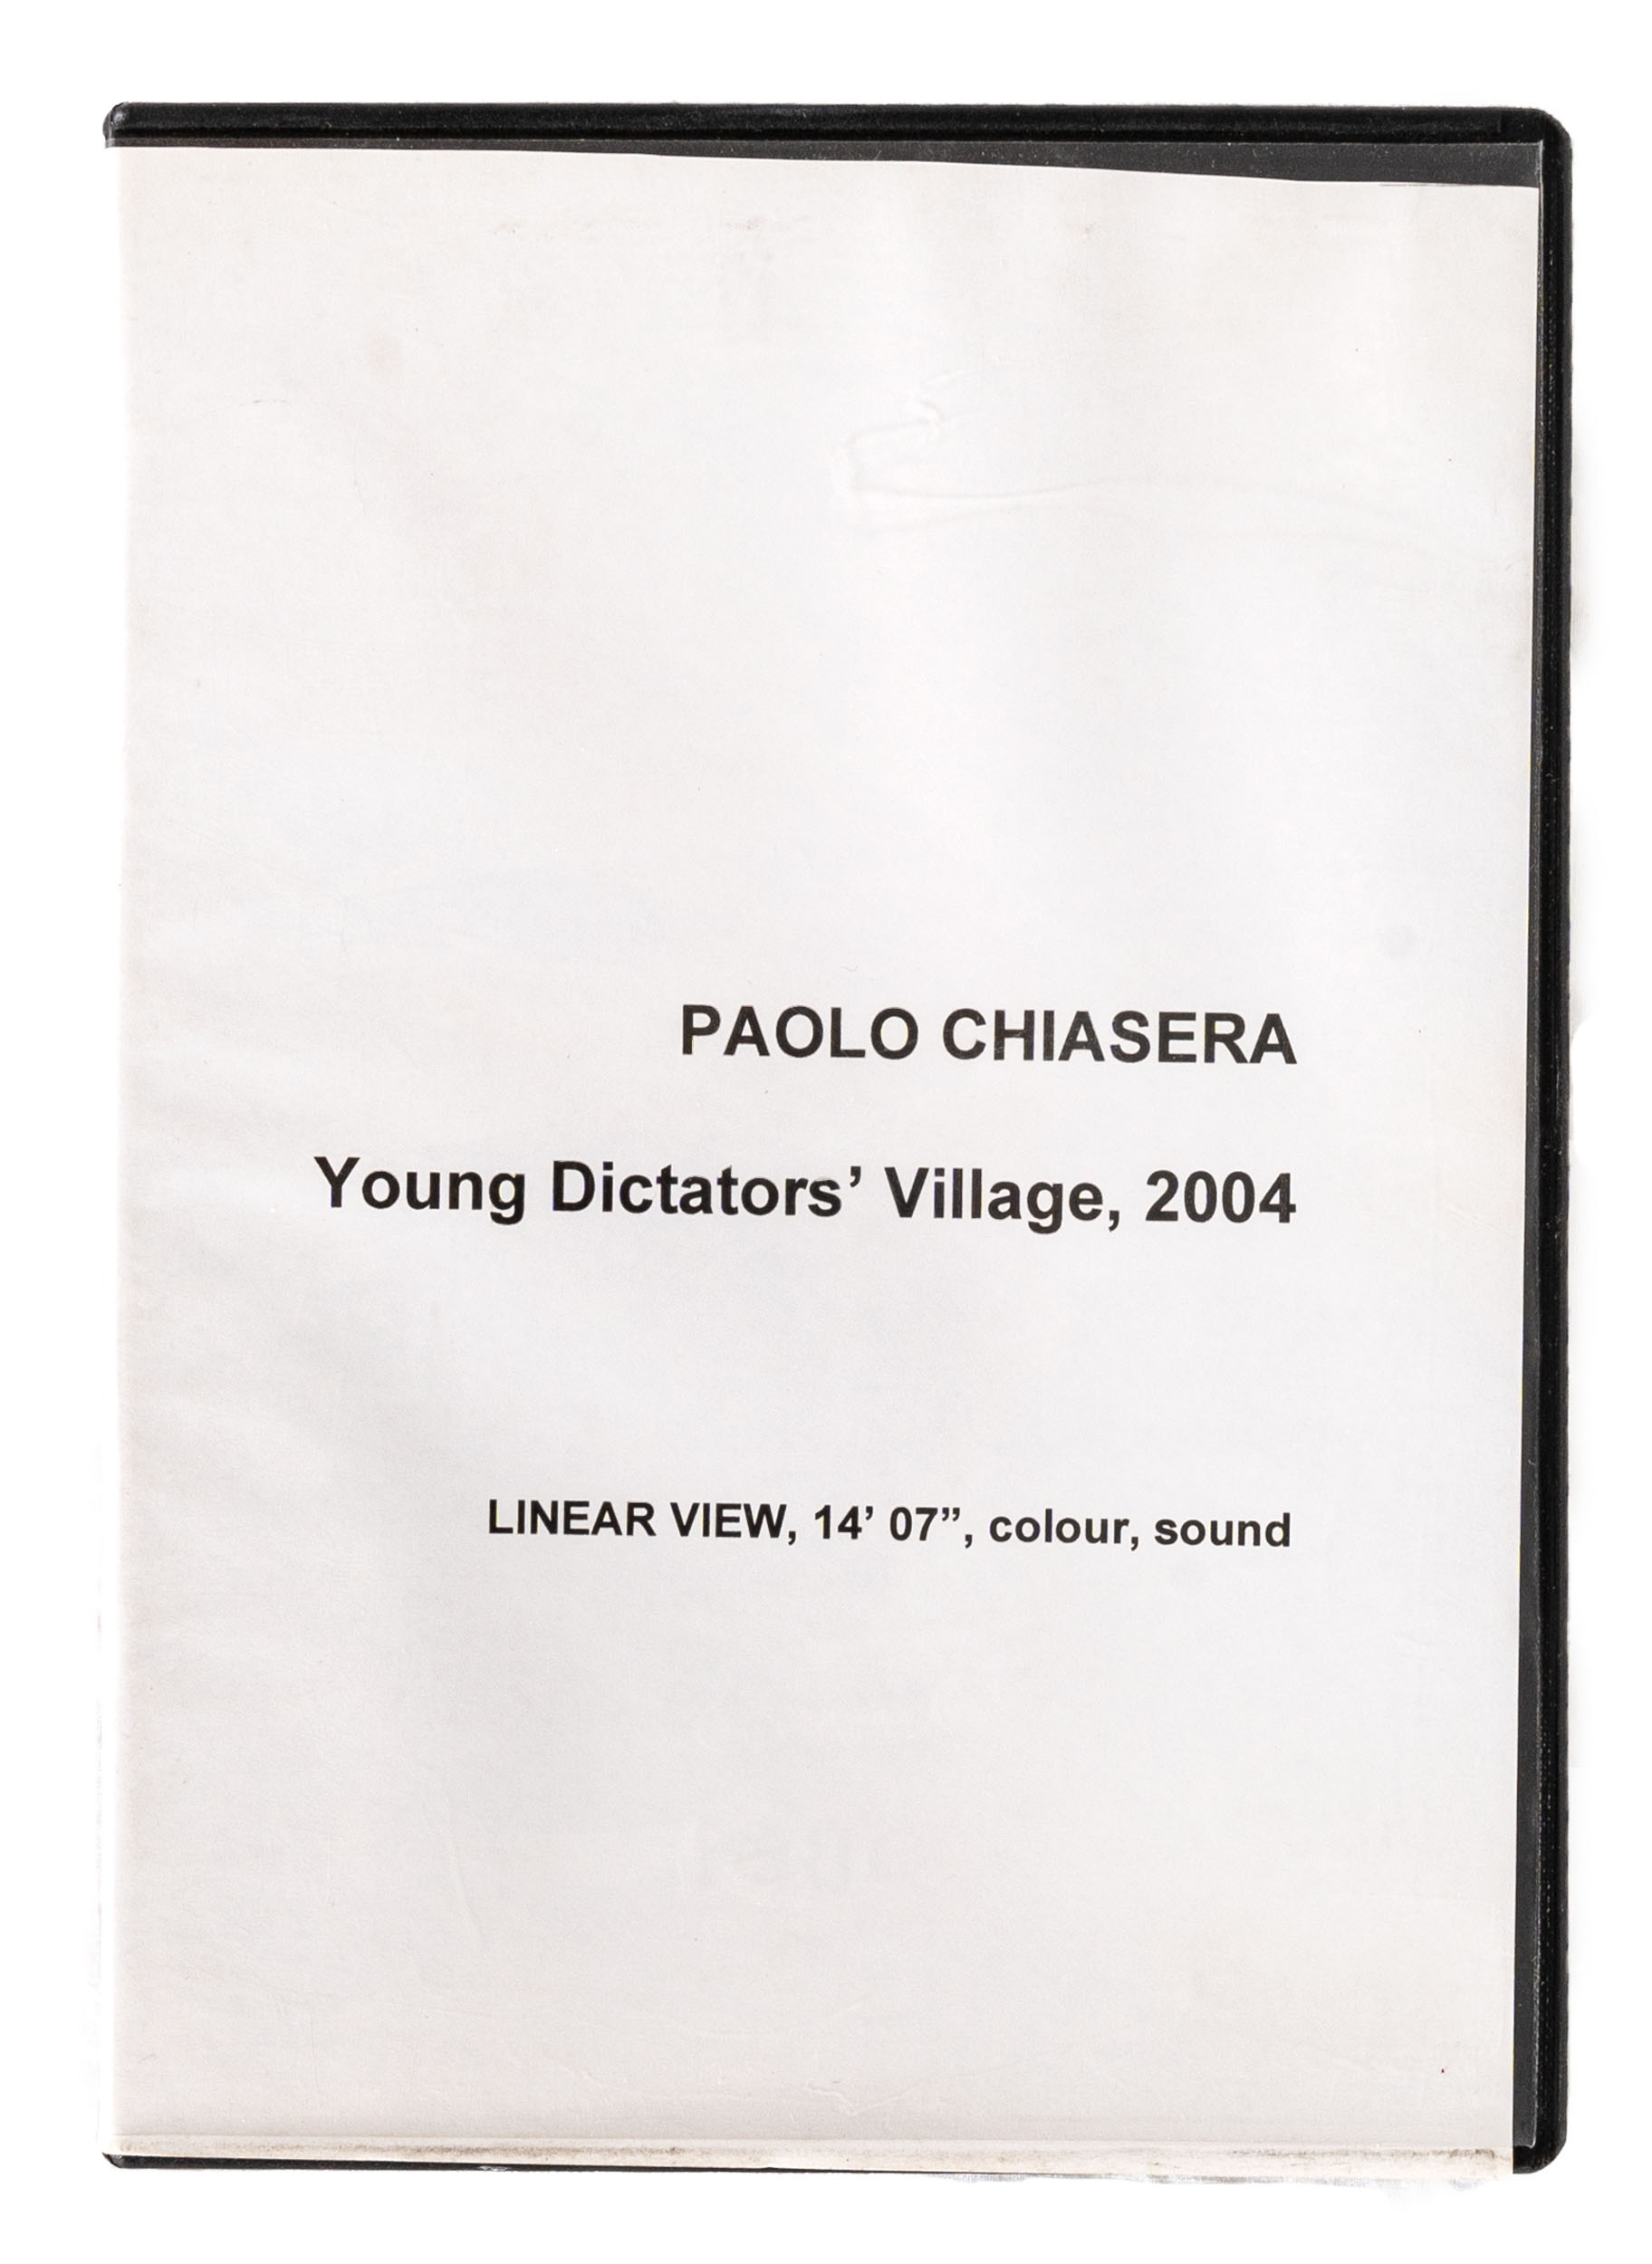 PAOLO CHIASERA
Young Dictators’ Village, 2004
LINEAR VIEW, 14’ 07”, colour, sound